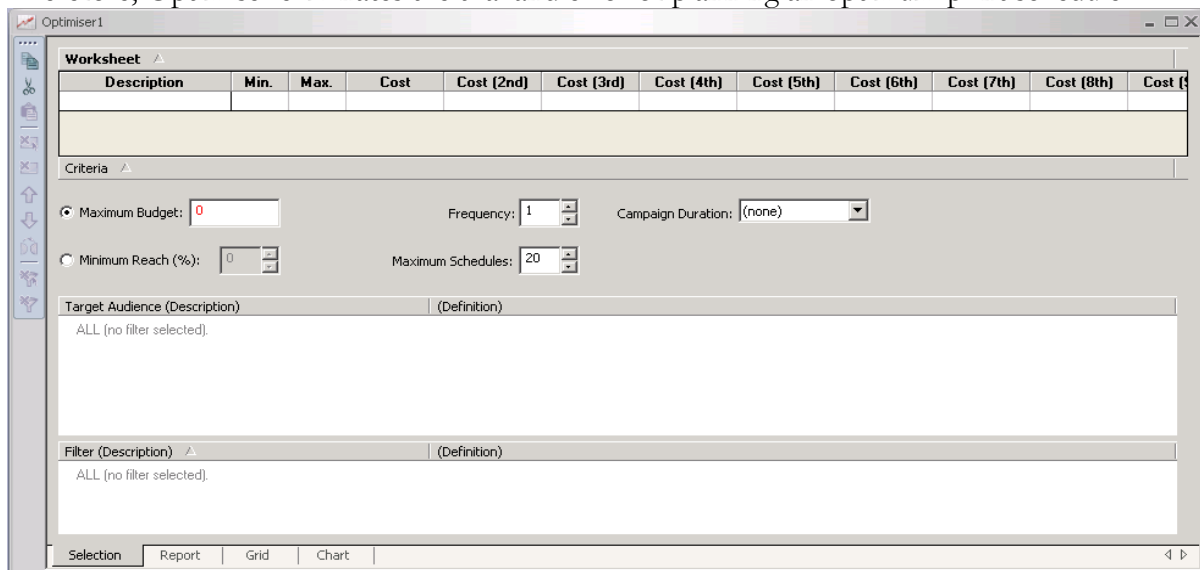 Optimiser1
Worksheet
Description Min. Max. Cost Cost (2nd) Cost (3rd) Cost (4th) Cost (5th) Cost (6th) Cost (7th) Cost (8th) Cost (9
Criteria
Maximum Budget: 0 Frequency: 1 Campaign Duration: (none)
Minimum Reach (%): 0 Maximum Schedules: 20
Target Audience (Description) (Definition)
ALL (no filter selected).
Filter (Description) (Definition)
ALL (no filter selected).
Selection Report Grid Chart